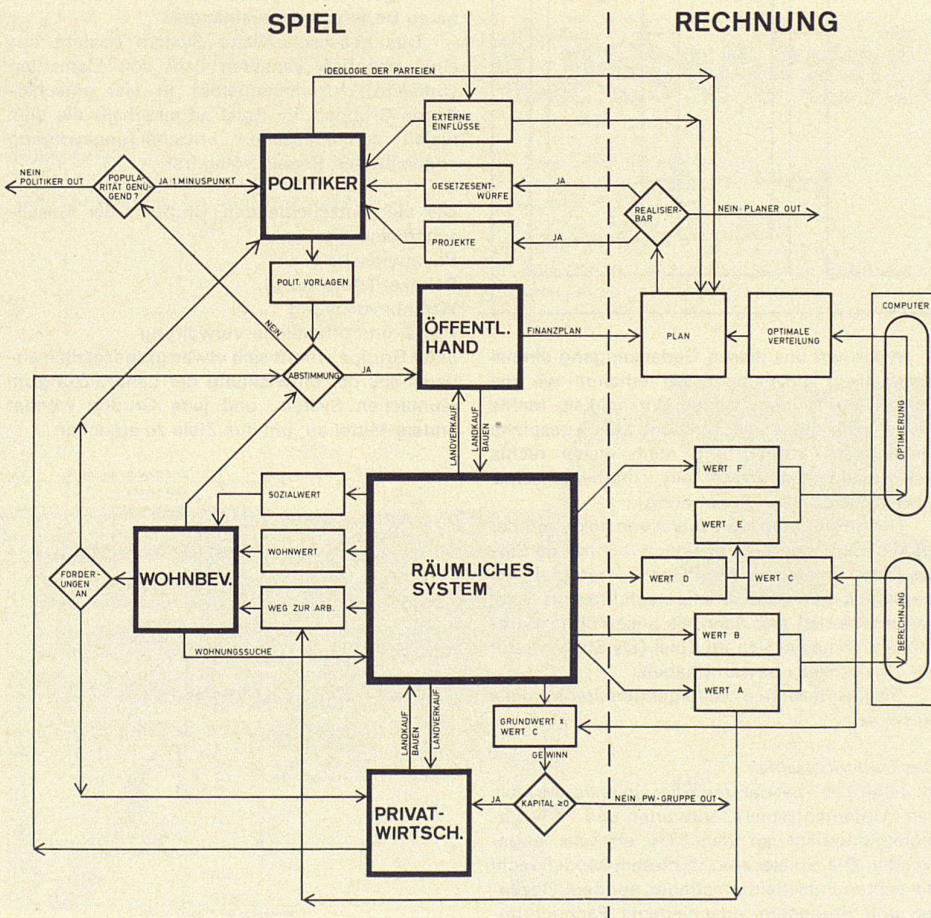 SPIEL
RECHNUNG
IDEOLOGIE DER PARTEIEN
EXTERNE
EINFLÜSSE
NEIN
POLITIKER OUT
POPULA-
RITÄT GENÜ-
GEND ?
JA 1 MINUSPUNKT
POLITIKER
GESETZESENT-
WÜRFE
JA
REALISIER-
BAR
NEIN-PLANER OUT
PROJEKTE
JA
POLIT. VORLAGEN
COMPUTER
NEIN
ÖFFENTL.
HAND
FINANZPLAN
PLAN
OPTIMALE
VERTEILUNG
ABSTIMMUNG
JA
OPTIMIERUNG
LANDVERKAUF
LANDKAUF
BAUEN
WERT F
SOZIALWERT
WERT E
WOHNWERT
RÄUMLICHES
SYSTEM
FORDER-
UNGEN
AN
WOHNBEV.
WERT D
WERT C
WEG ZUR ARB.
BERECHNUNG
WERT B
WOHNUNGSSUCHE
WERT A
LANDKAUF
BAUEN
LANDVERKAUF
GRUNDWERT x
WERT C
GEWINN
PRIVAT-
WIRTSCH.
JA
KAPITAL ≥0
NEIN PW-GRUPPE OUT